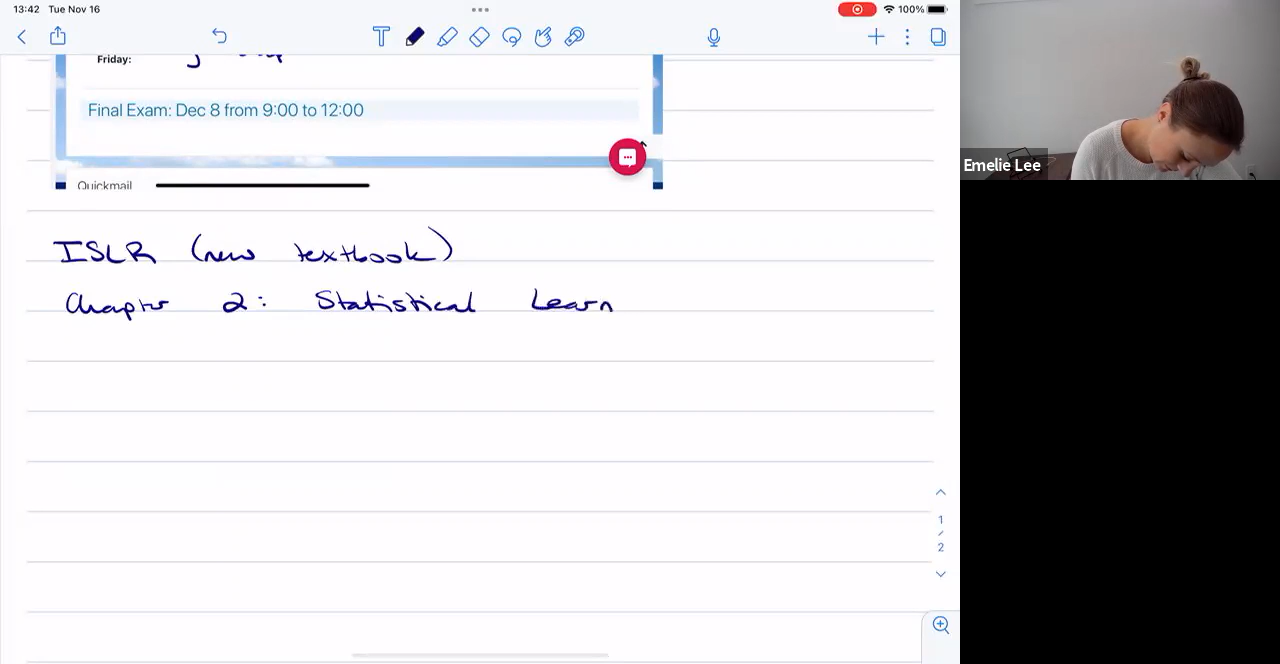 13:42 Tue Nov 16
100%
Friday:
Final Exam: Dec 8 from 9:00 to 12:00
Quickmail
ISLR (new textbook)
Chapter 2: Statistical Learn
1
/
2
Emelie Lee